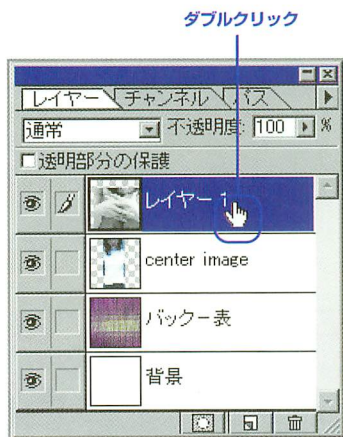 ダブルクリック
レイヤー チャンネル パス
通常 不透明度: 100 %
透明部分の保護
レイヤー 1
center image
バックー表
背景